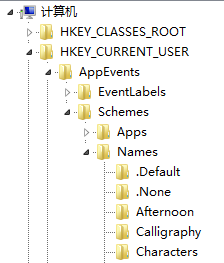 计算机
HKEY_CLASSES_ROOT
HKEY_CURRENT_USER
AppEvents
EventLabels
Schemes
Apps
Names
.Default
.None
Afternoon
Calligraphy
Characters